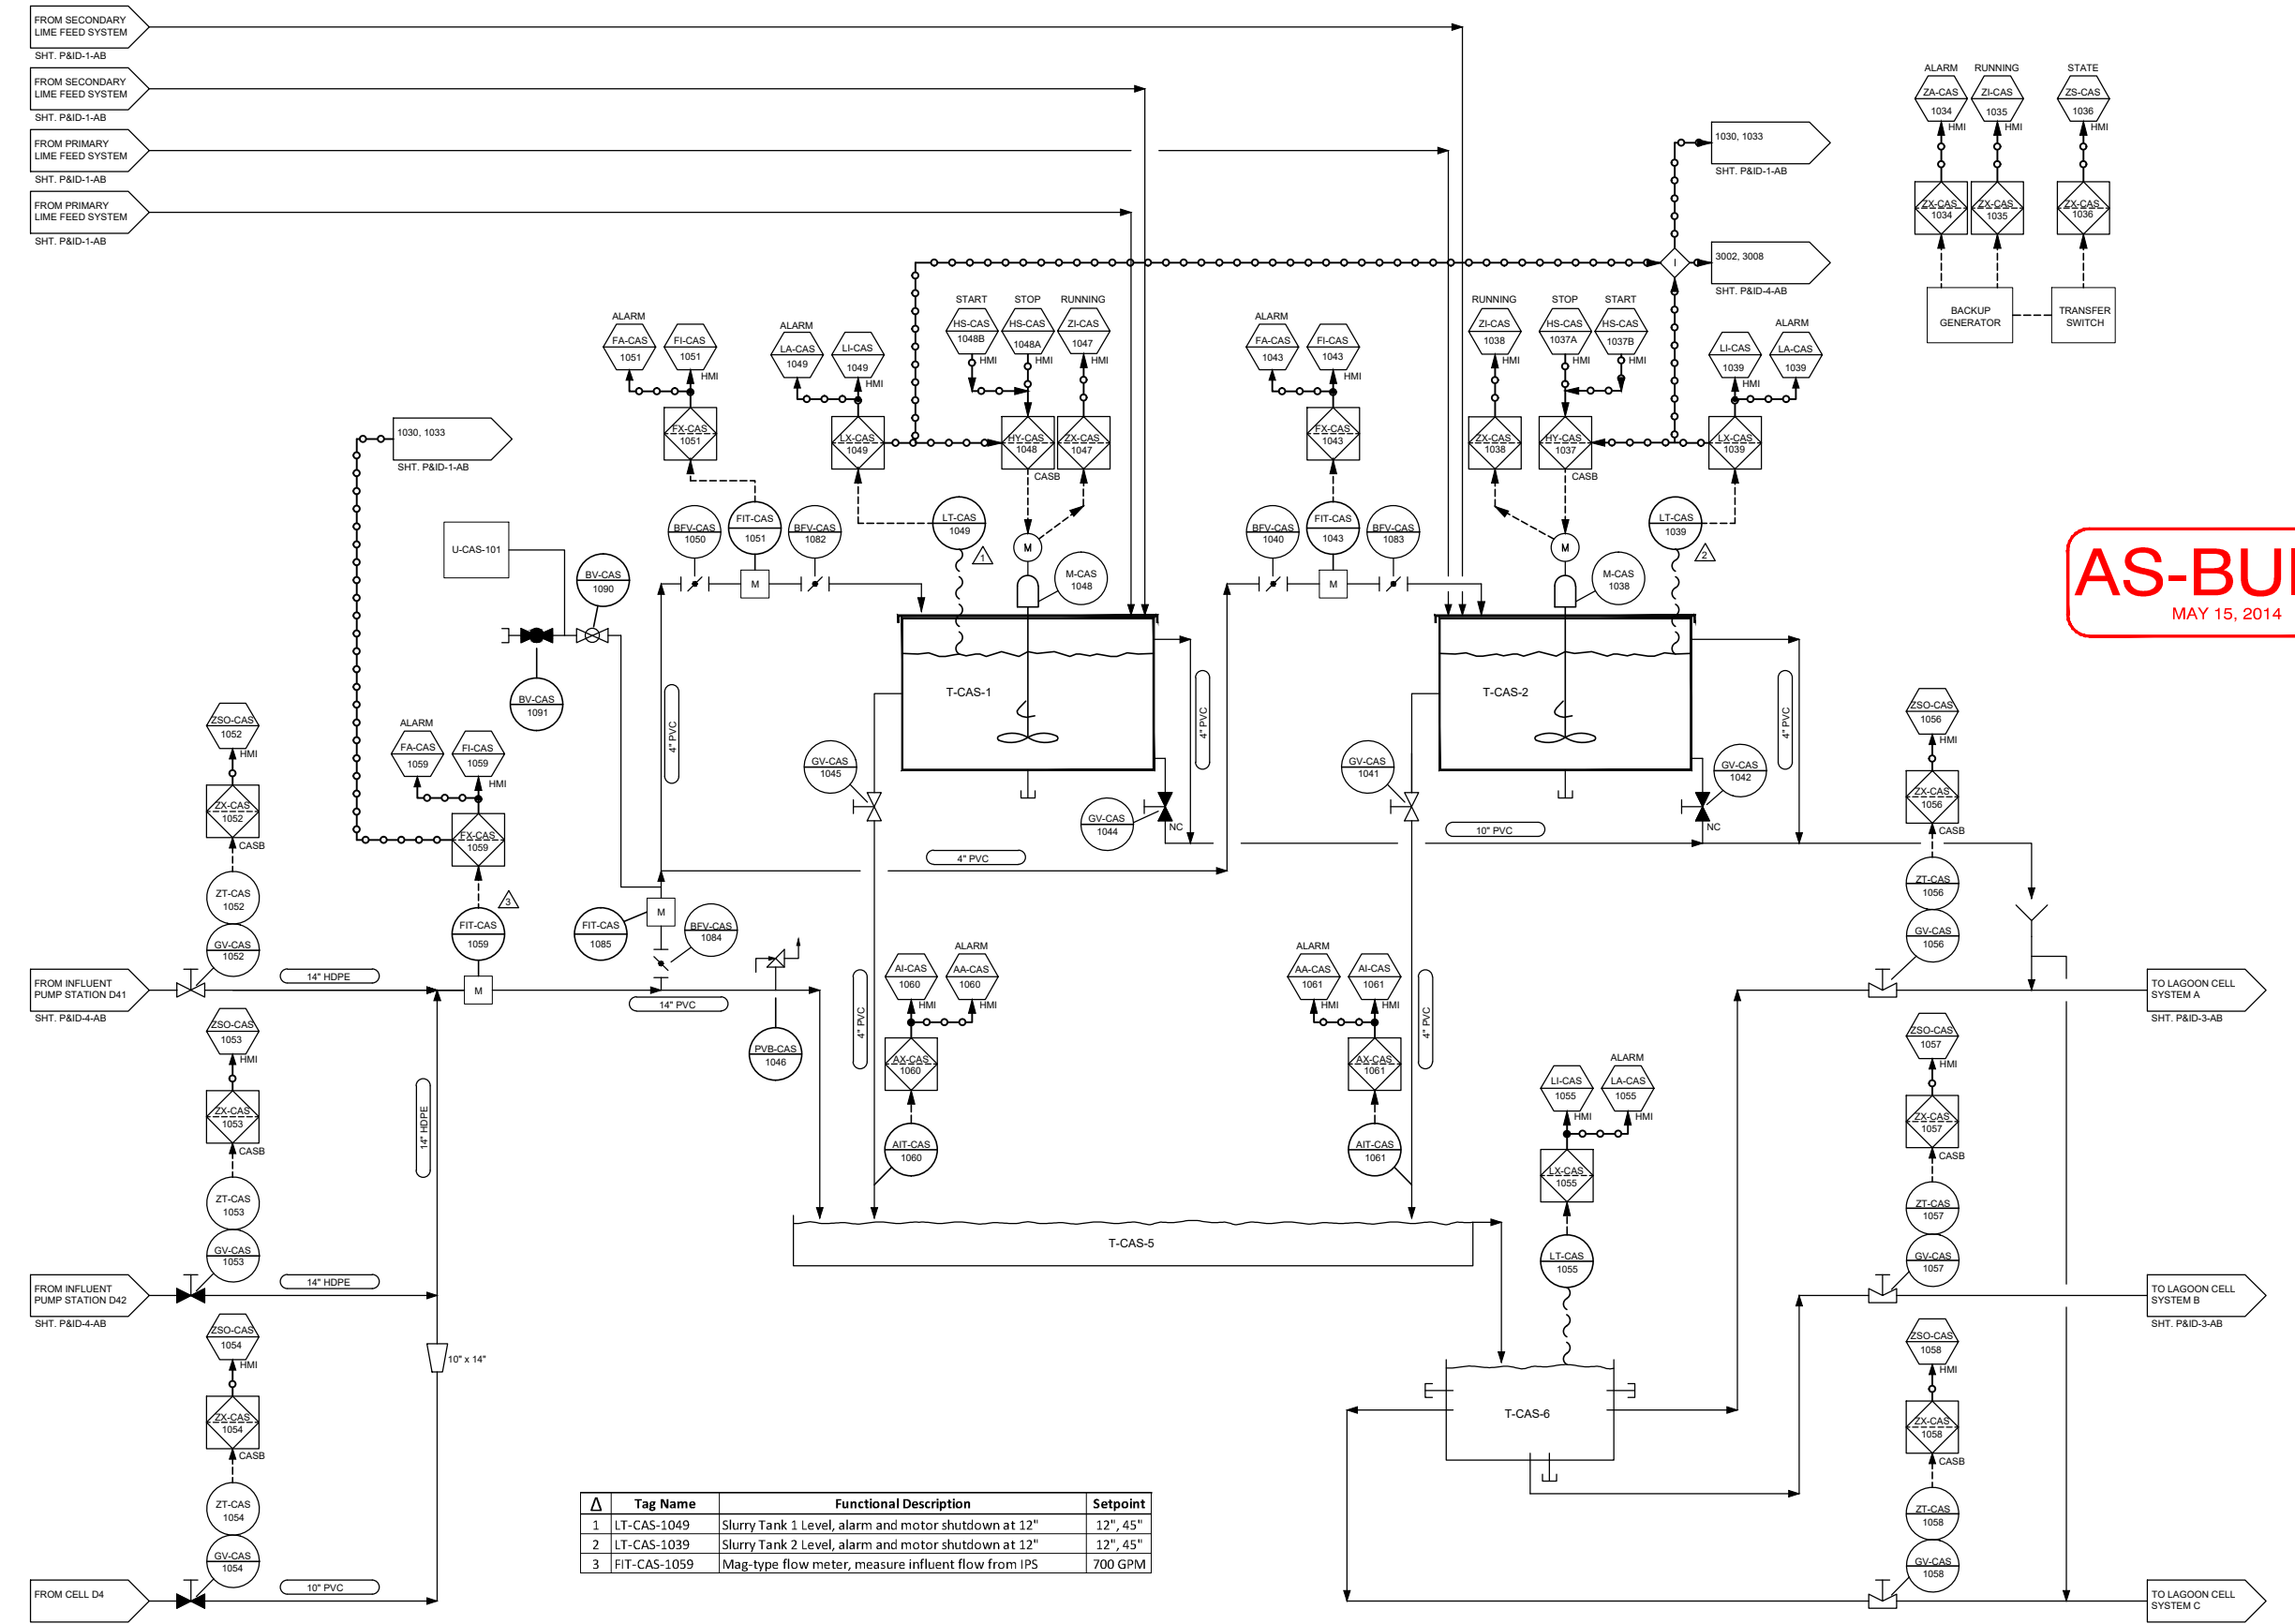 FROM SECONDARY
LIME FEED SYSTEM
SHT. P&ID-1-AB
FROM SECONDARY
LIME FEED SYSTEM
SHT. P&ID-1-AB
FROM PRIMARY
LIME FEED SYSTEM
SHT. P&ID-1-AB
FROM PRIMARY
LIME FEED SYSTEM
SHT. P&ID-1-AB
ALARM
RUNNING
STATE
ZA-CAS
1034
HMI
ZI-CAS
1035
HMI
ZS-CAS
1036
HMI
ZX-CAS
1034
ZX-CAS
1035
ZX-CAS
1036
BACKUP
GENERATOR
TRANSFER
SWITCH
1030, 1033
SHT. P&ID-1-AB
I
3002, 3008
SHT. P&ID-4-AB
ALARM
FA-CAS
1051
FI-CAS
1051
HMI
FX-CAS
1051
ALARM
LA-CAS
1049
LI-CAS
1049
HMI
LX-CAS
1049
START
STOP
RUNNING
HS-CAS
1048B
HS-CAS
1048A
ZI-CAS
1047
HMI
HMI
HMI
HY-CAS
1048
CASB
ZX-CAS
1047
ALARM
FA-CAS
1043
FI-CAS
1043
HMI
FX-CAS
1043
RUNNING
STOP
START
ZI-CAS
1038
HMI
HS-CAS
1037A
HMI
HS-CAS
1037B
HMI
ZX-CAS
1038
HY-CAS
1037
CASB
ALARM
LI-CAS
1039
HMI
LA-CAS
1039
LX-CAS
1039
1030, 1033
SHT. P&ID-1-AB
U-CAS-101
BV-CAS
1090
BV-CAS
1091
BFV-CAS
1050
FIT-CAS
1051
BFV-CAS
1082
M
LT-CAS
1049
1
M
M-CAS
1048
BFV-CAS
1040
FIT-CAS
1043
BFV-CAS
1083
M
M
M-CAS
1038
LT-CAS
1039
2
AS-BUI
MAY 15, 2014
T-CAS-1
T-CAS-2
4" PVC
4" PVC
4" PVC
GV-CAS
1045
GV-CAS
1044
NC
GV-CAS
1041
GV-CAS
1042
NC
10" PVC
4" PVC
ZSO-CAS
1052
HMI
ZX-CAS
1052
CASB
ZT-CAS
1052
GV-CAS
1052
ALARM
FA-CAS
1059
FI-CAS
1059
HMI
FX-CAS
1059
3
FIT-CAS
1059
M
FIT-CAS
1085
M
BFV-CAS
1084
14" HDPE
14" PVC
PVB-CAS
1046
FROM INFLUENT
PUMP STATION D41
SHT. P&ID-4-AB
ZSO-CAS
1053
HMI
ZX-CAS
1053
CASB
ZT-CAS
1053
GV-CAS
1053
14" HDPE
14" HDPE
FROM INFLUENT
PUMP STATION D42
SHT. P&ID-4-AB
ZSO-CAS
1054
HMI
ZX-CAS
1054
CASB
ZT-CAS
1054
GV-CAS
1054
10" x 14"
10" PVC
FROM CELL D4
4" PVC
AI-CAS
1060
HMI
ALARM
AA-CAS
1060
HMI
AX-CAS
1060
AIT-CAS
1060
ALARM
AA-CAS
1061
HMI
AI-CAS
1061
HMI
AX-CAS
1061
AIT-CAS
1061
4" PVC
T-CAS-5
LI-CAS
1055
HMI
ALARM
LA-CAS
1055
HMI
LX-CAS
1055
LT-CAS
1055
T-CAS-6
ZSO-CAS
1056
HMI
ZX-CAS
1056
CASB
ZT-CAS
1056
GV-CAS
1056
TO LAGOON CELL
SYSTEM A
SHT. P&ID-3-AB
ZSO-CAS
1057
HMI
ZX-CAS
1057
CASB
ZT-CAS
1057
GV-CAS
1057
TO LAGOON CELL
SYSTEM B
SHT. P&ID-3-AB
ZSO-CAS
1058
HMI
ZX-CAS
1058
CASB
ZT-CAS
1058
GV-CAS
1058
TO LAGOON CELL
SYSTEM C
Δ Tag Name Functional Description Setpoint
1 LT-CAS-1049 Slurry Tank 1 Level, alarm and motor shutdown at 12" 12", 45"
2 LT-CAS-1039 Slurry Tank 2 Level, alarm and motor shutdown at 12" 12", 45"
3 FIT-CAS-1059 Mag-type flow meter, measure influent flow from IPS 700 GPM